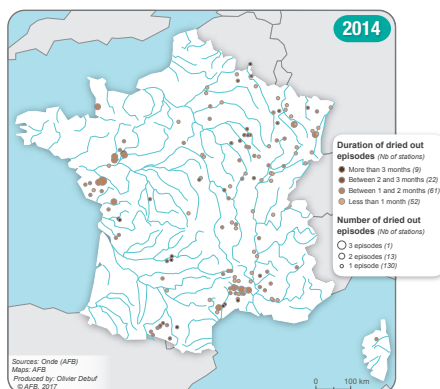 2014
Duration of dried out
episodes (Nb of stations)
More than 3 months (9)
Between 2 and 3 months (22)
Between 1 and 2 months (61)
Less than 1 month (52)
Number of dried out
episodes (Nb of stations)
3 episodes (1)
2 episodes (13)
1 episode (130)
Sources: Onde (AFB)
Maps: AFB
Produced by: Olivier Debuf
© AFB, 2017
0 100 km